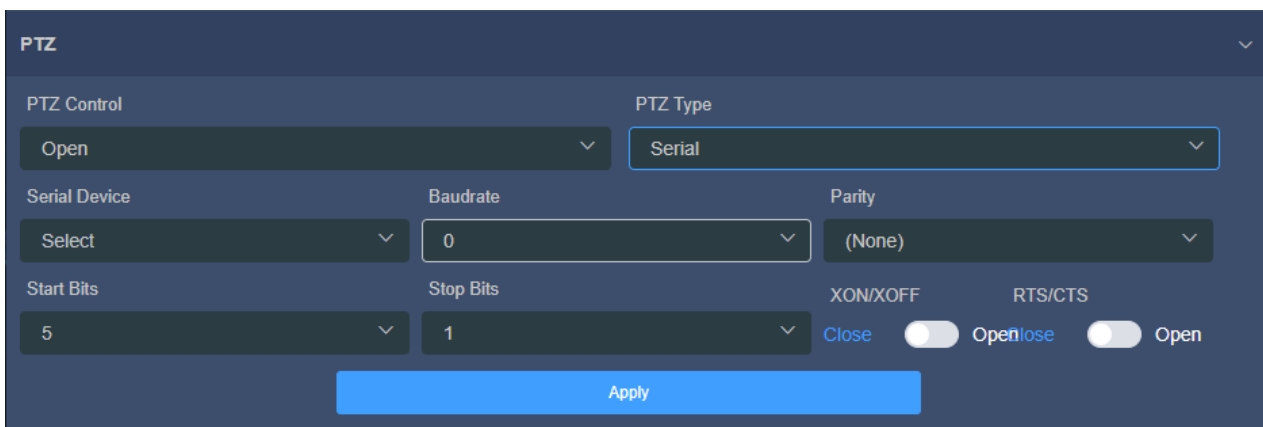 PTZ
PTZ Control PTZ Type
Open Serial
Serial Device Baudrate Parity
Select 0 (None)
Start Bits Stop Bits XON/XOFF RTS/CTS
5 1 Close Open Close Open
Apply